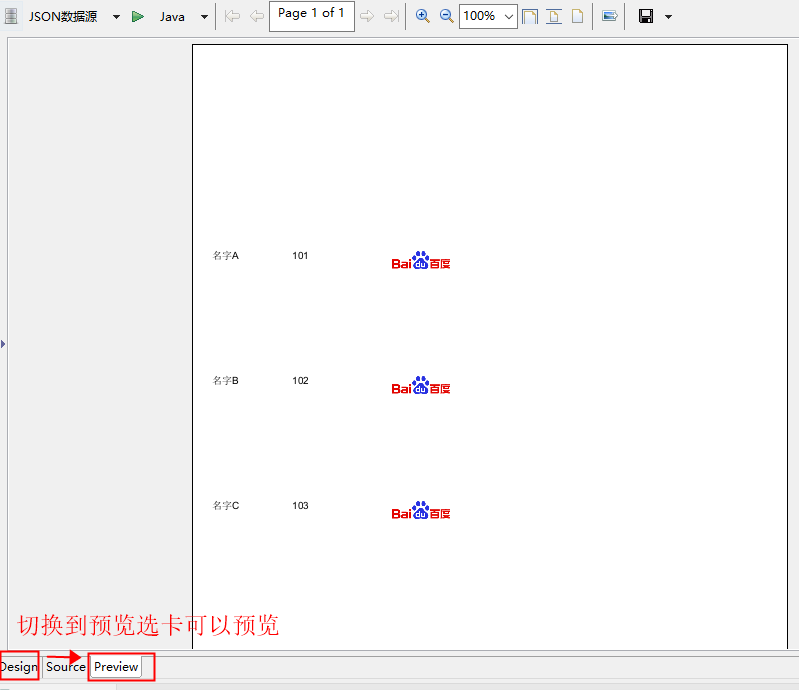 JSON数据源 Java Page 1 of 1 100%
名字A 101 Bai du 百度
名字B 102 Bai du 百度
名字C 103 Bai du 百度
切换到预览选卡可以预览
Design Source Preview